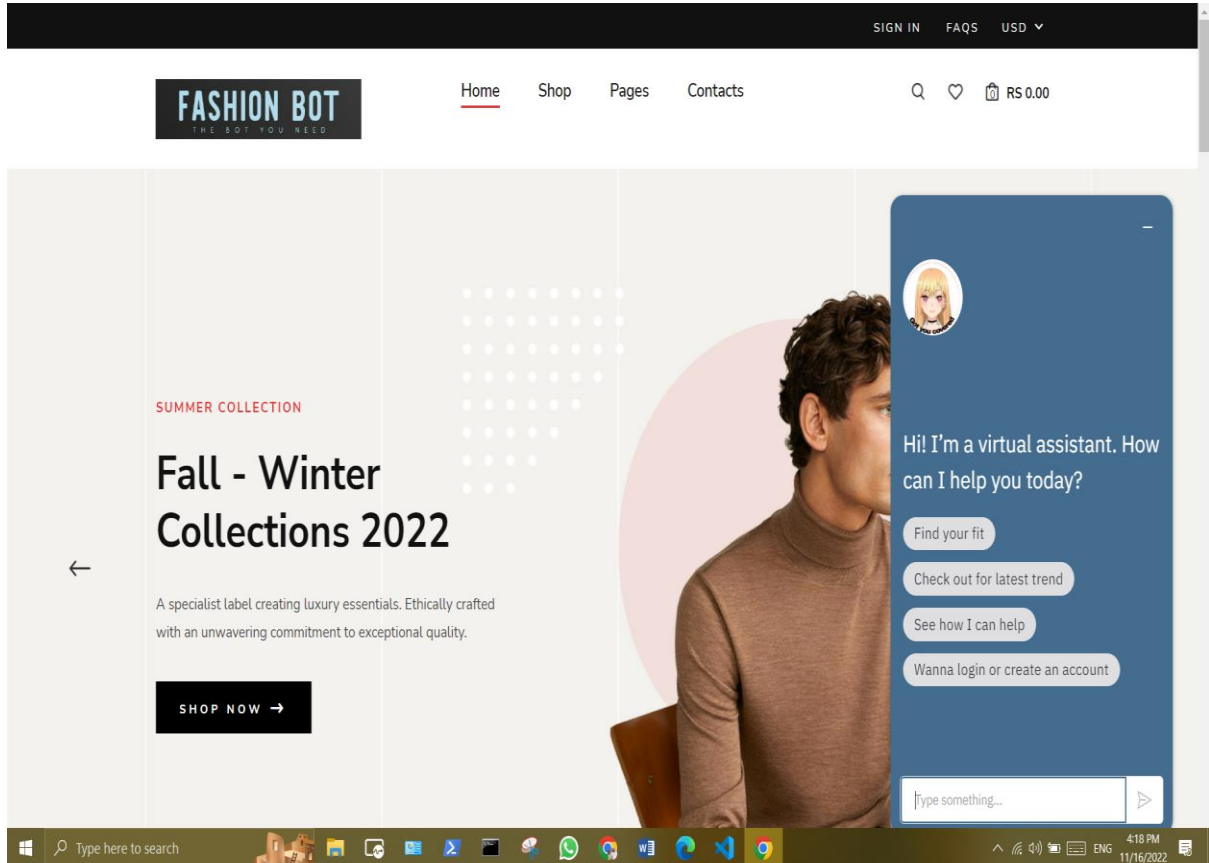 SIGN IN FAQS USD
FASHION BOT
THE BOT YOU NEED
Home Shop Pages Contacts
0 RS 0.00
SUMMER COLLECTION
Fall - Winter
Collections 2022
A specialist label creating luxury essentials. Ethically crafted
with an unwavering commitment to exceptional quality.
SHOP NOW →
Got you covered
Hi! I'm a virtual assistant. How
can I help you today?
Find your fit
Check out for latest trend
See how I can help
Wanna login or create an account
Type something...
Type here to search
ENG
4:18 PM
11/16/2022